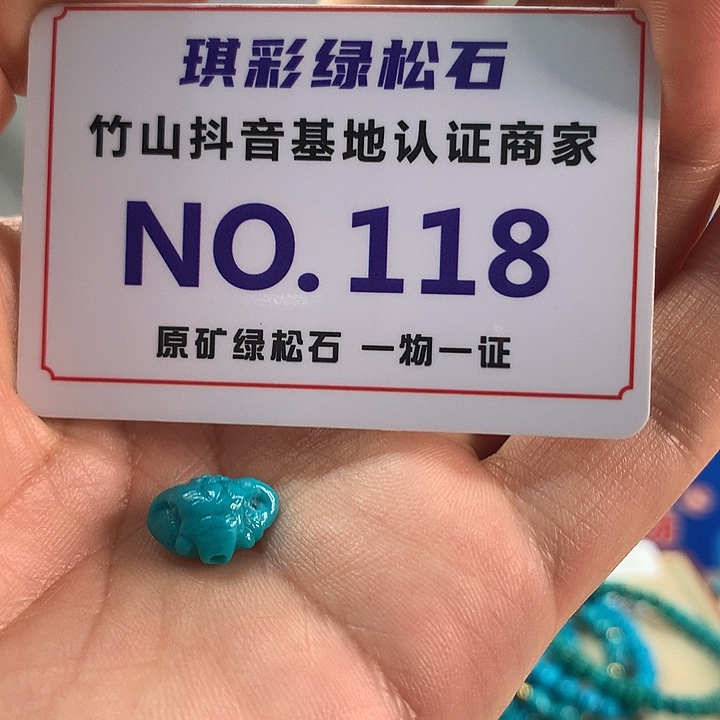 琪彩绿松石
竹山抖音基地认证商家
NO.118
原矿绿松石 一物一证